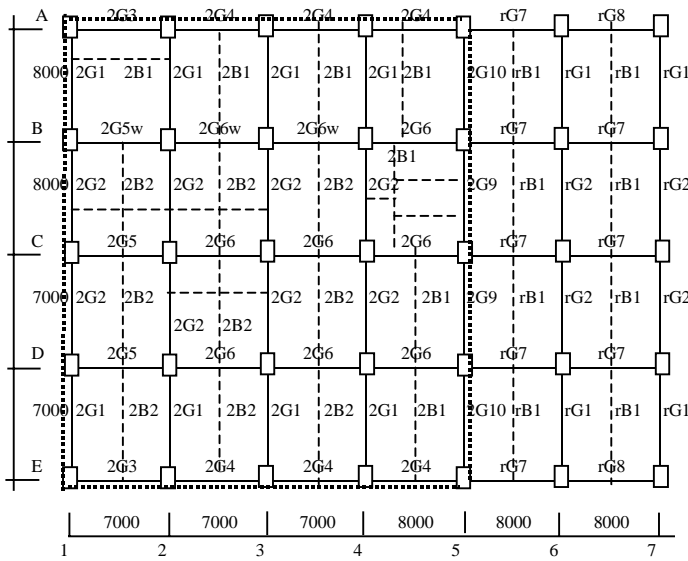 A 2G3 2G4 2G4 2G4 rG7 rG8
8000 2G1 2B1 2G1 2B1 2G1 2B1 2G1 2B1 2G10 rB1 rG1 rB1 rG1
B 2G5w 2G6w 2G6w 2G6 rG7 rG7
2B1
8000 2G2 2B2 2G2 2B2 2G2 2B2 2G2 2G9 rB1 rG2 rB1 rG2
C 2G5 2G6 2G6 2G6 rG7 rG7
7000 2G2 2B2 2G2 2B2 2G2 2B1 2G9 rB1 rG2 rB1 rG2
2G2 2B2
D 2G5 2G6 2G6 2G6 rG7 rG7
7000 2G1 2B2 2G1 2B2 2G1 2B2 2G1 2B1 2G10 rB1 rG1 rB1 rG1
E 2G3 2G4 2G4 2G4 rG7 rG8
7000 7000 7000 8000 8000 8000
1 2 3 4 5 6 7